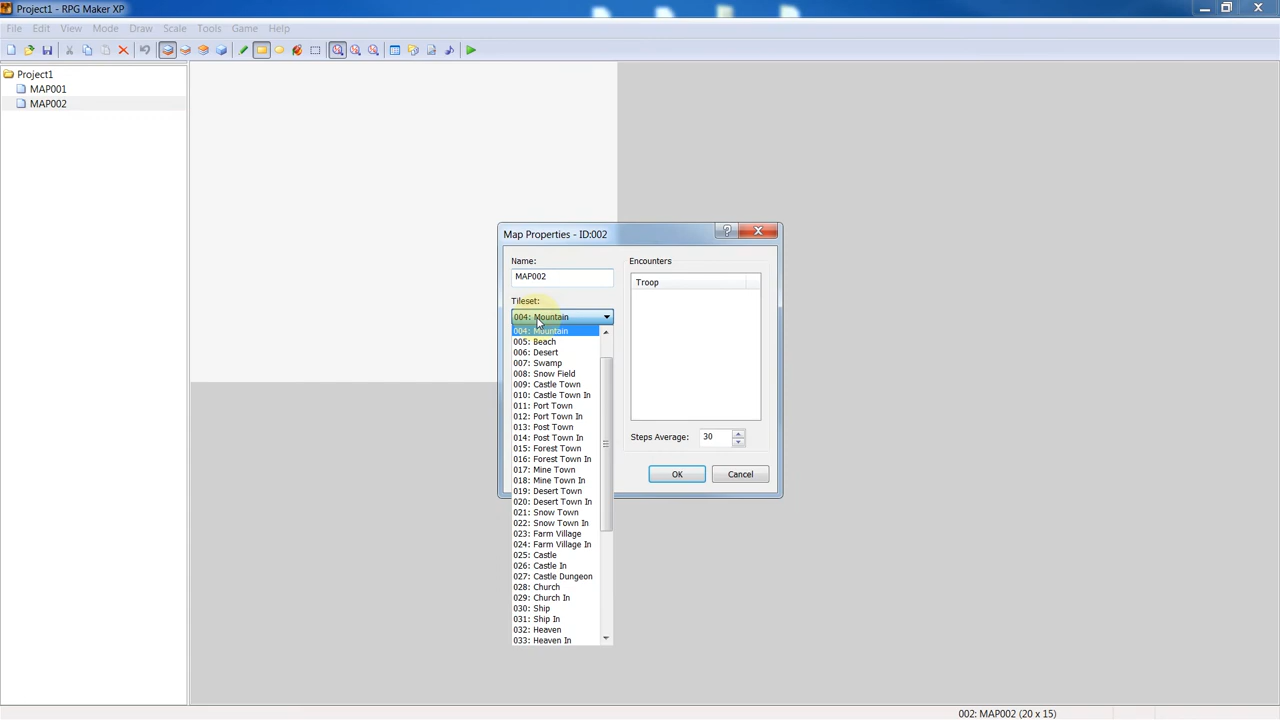 Project1 - RPG Maker XP
File Edit View Mode Draw Scale Tools Game Help
Project1
MAP001
MAP002
Map Properties - ID:002
Name:
MAP002
Tileset:
004: Mountain
004: Mountain
005: Beach
006: Desert
007: Swamp
008: Snow Field
009: Castle Town
010: Castle Town In
011: Port Town
012: Port Town In
013: Post Town
014: Post Town In
015: Forest Town
016: Forest Town In
017: Mine Town
018: Mine Town In
019: Desert Town
020: Desert Town In
021: Snow Town
022: Snow Town In
023: Farm Village
024: Farm Village In
025: Castle
026: Castle In
027: Castle Dungeon
028: Church
029: Church In
030: Ship
031: Ship In
032: Heaven
033: Heaven In
Encounters
Troop
Steps Average: 30
OK Cancel
002: MAP002 (20 x 15)